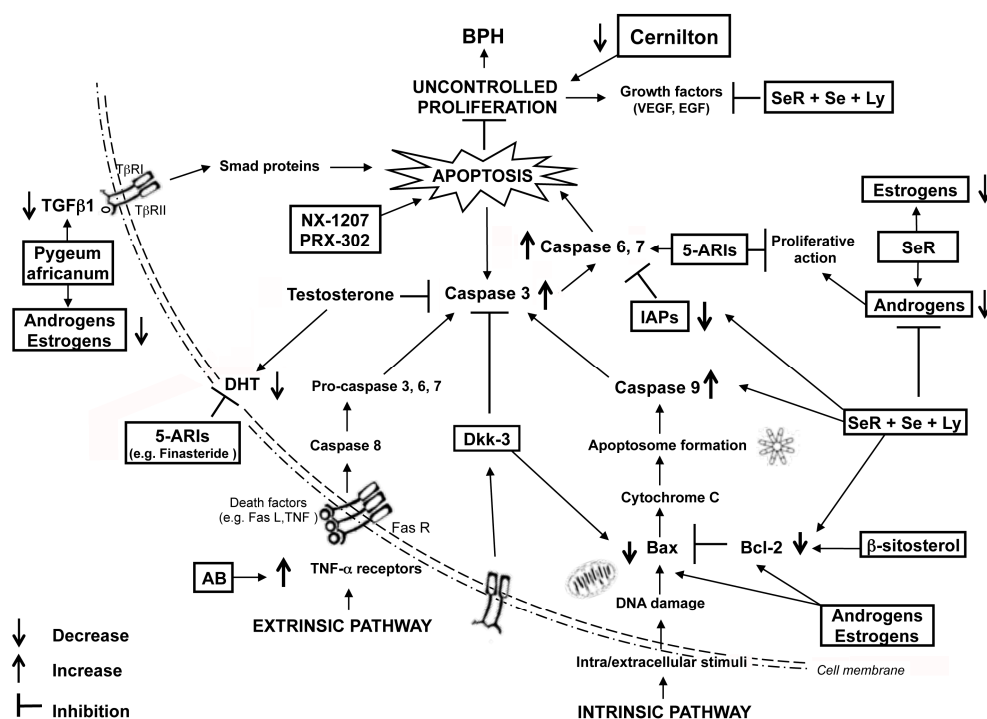 BPH
Cernilton
UNCONTROLLED
PROLIFERATION
Growth factors
(VEGF, EGF)
SeR + Se + Ly
TβRI
Smad proteins
APOPTOSIS
TGFβ1
TβRII
NX-1207
PRX-302
Pygeum
africanum
Androgens
Estrogens
Caspase 6, 7
5-ARIs
Proliferative
action
Estrogens
SeR
Androgens
Testosterone
Caspase 3
IAPs
DHT
Pro-caspase 3, 6, 7
Caspase 9
5-ARIs
(e.g. Finasteride )
Caspase 8
Dkk-3
Apoptosome formation
SeR + Se + Ly
Cytochrome C
Death factors
(e.g. Fas L,TNF )
Fas R
Bax
Bcl-2
β-sitosterol
AB
TNF-α receptors
DNA damage
Androgens
Estrogens
EXTRINSIC PATHWAY
Intra/extracellular stimuli
Cell membrane
INTRINSIC PATHWAY
Decrease
Increase
Inhibition